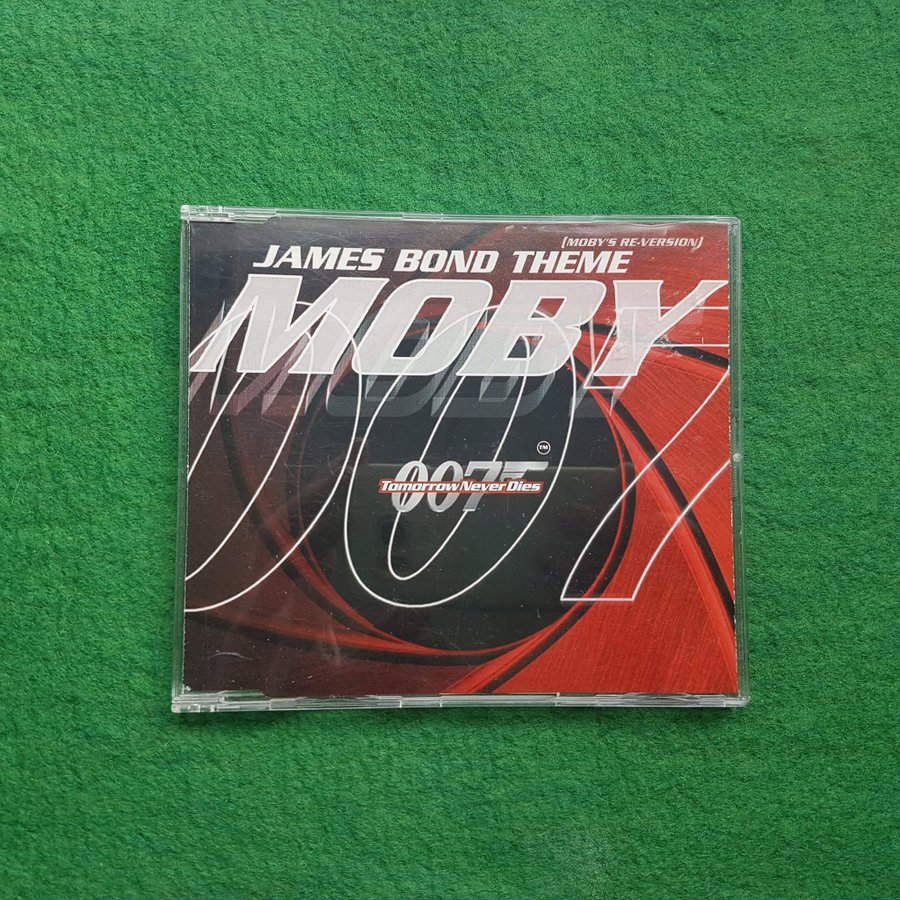 (MOBY'S RE-VERSION)
JAMES BOND THEME
MOBY
007
TM
007
Tomorrow Never Dies